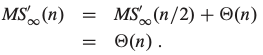 MS′∞(n) = MS′∞(n/2) + Θ(n)
= Θ(n) .